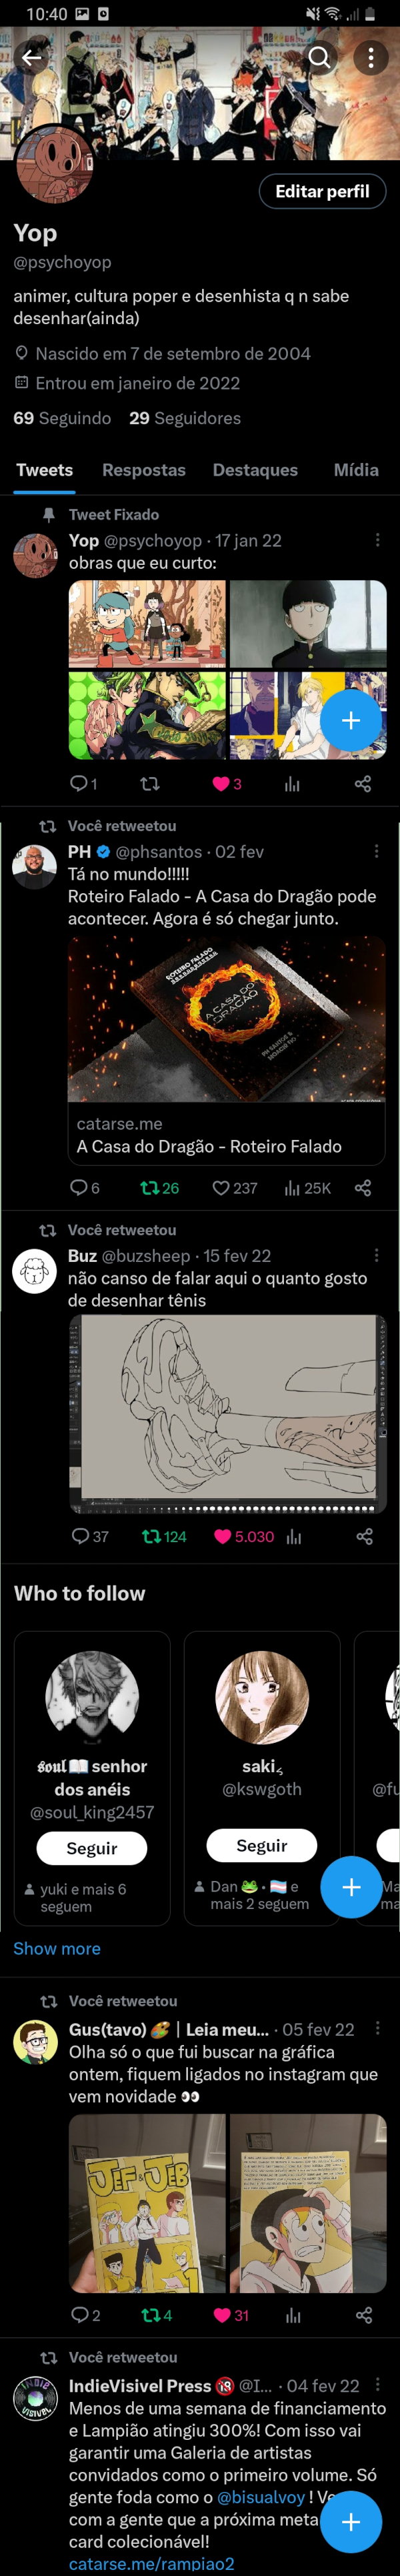 10:40
Editar perfil
Yop
@psychoyop
animer, cultura poper e desenhista q n sabe
desenhar(ainda)
Nascido em 7 de setembro de 2004
Entrou em janeiro de 2022
69 Seguindo 29 Seguidores
Tweets Respostas Destaques Mídia
Tweet Fixado
Yop @psychoyop · 17 jan 22
obras que eu curto:
1 3
Você retweetou
PH @phsantos · 02 fev
Tá no mundo!!!!!
Roteiro Falado - A Casa do Dragão pode
acontecer. Agora é só chegar junto.
ROTEIRO FALADO
A CASA DO
DRAGÃO
catarse.me
A Casa do Dragão - Roteiro Falado
6 26 237 25K
Você retweetou
Buz @buzsheep · 15 fev 22
não canso de falar aqui o quanto gosto
de desenhar tênis
37 124 5.030
Who to follow
𝖘𝖔𝖚𝖑📖 senhor
dos anéis
@soul_king2457
Seguir
yuki e mais 6
seguem
saki
@kswgoth
Seguir
Dan 🐸 • 🏳️‍⚧️ e
mais 2 seguem
@fu
Ma
ma
Show more
Você retweetou
Gus(tavo) 🎨 | Leia meu... · 05 fev 22
Olha só o que fui buscar na gráfica
ontem, fiquem ligados no instagram que
vem novidade 👀
JEF & JEB
1
2 4 31
Você retweetou
INDIE
VISIVEL
IndieVisivel Press 🔞 @I... · 04 fev 22
Menos de uma semana de financiamento
e Lampião atingiu 300%! Com isso vai
garantir uma Galeria de artistas
convidados como o primeiro volume. Só
gente foda como o @bisualvoy ! Ve
com a gente que a próxima meta
card colecionável!
catarse.me/rampiao2